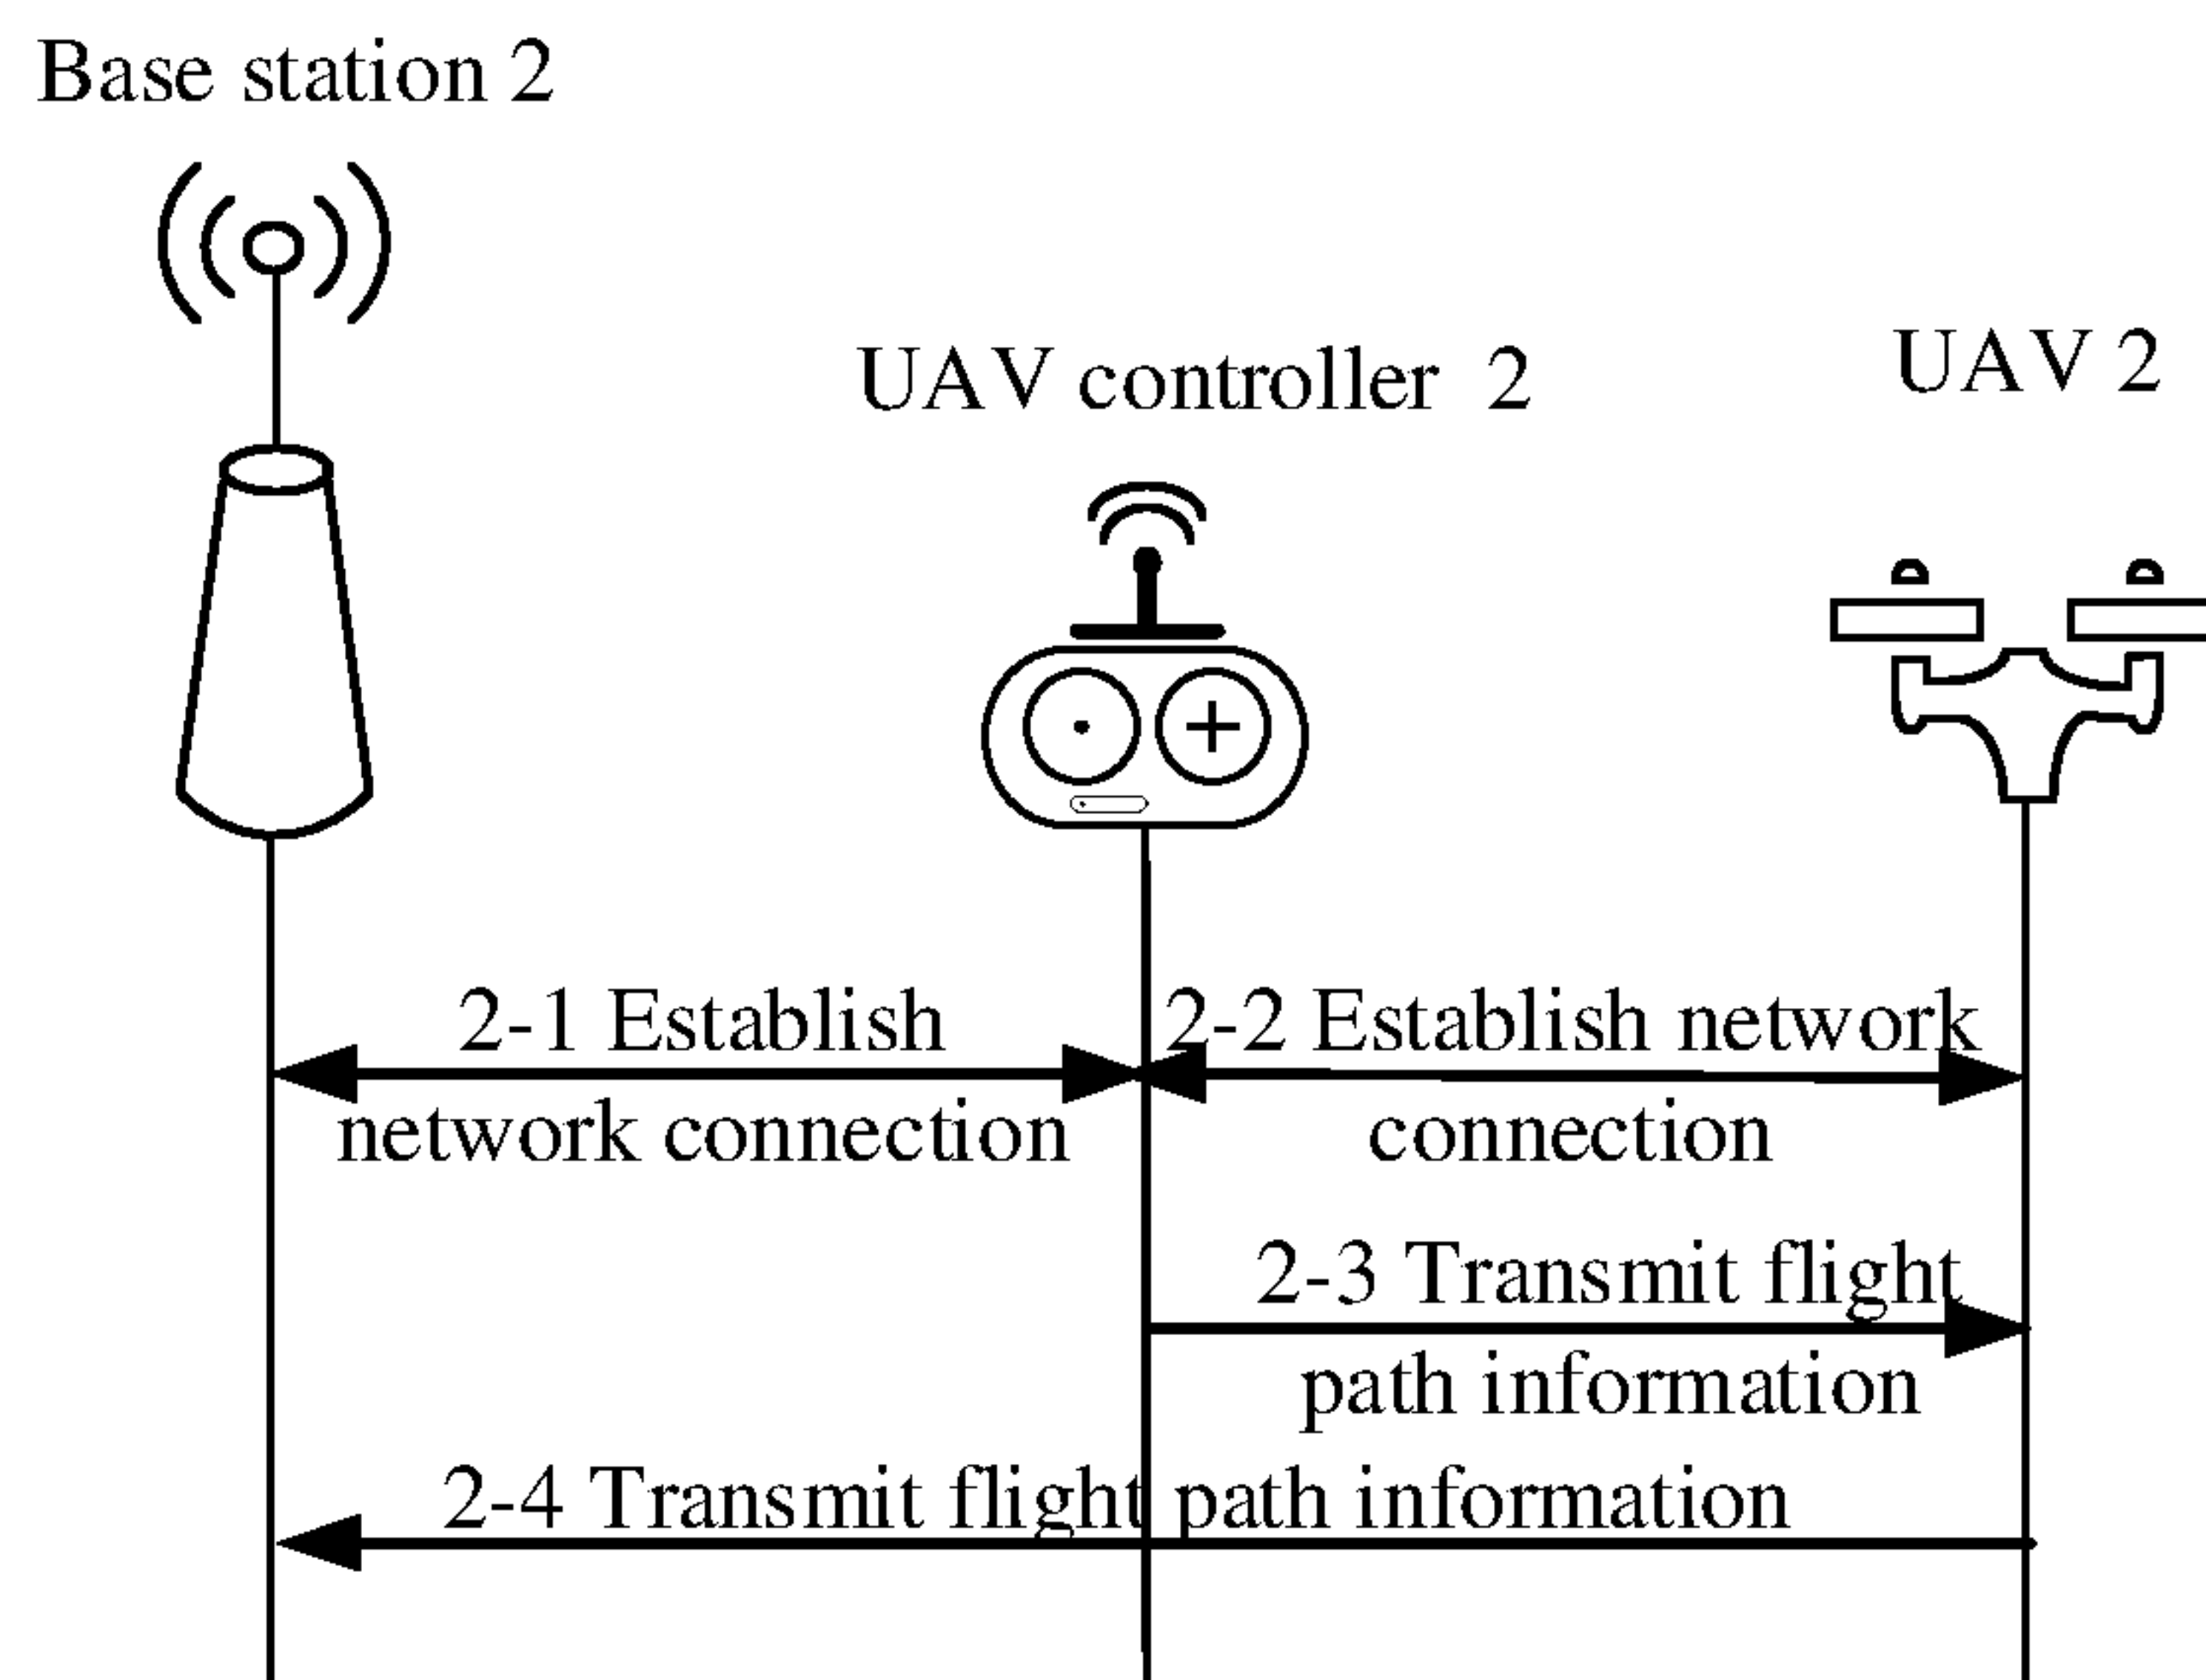 Base station 2
UAV controller 2
UAV 2
2-1 Establish
network connection
2-2 Establish network
connection
2-3 Transmit flight
path information
2-4 Transmit flight path information